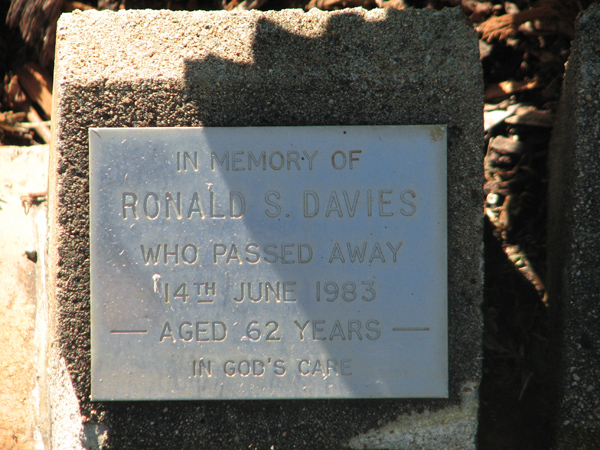 IN MEMORY OF
RONALD S. DAVIES
WHO PASSED AWAY
14TH JUNE 1983
— AGED 62 YEARS —
IN GOD'S CARE